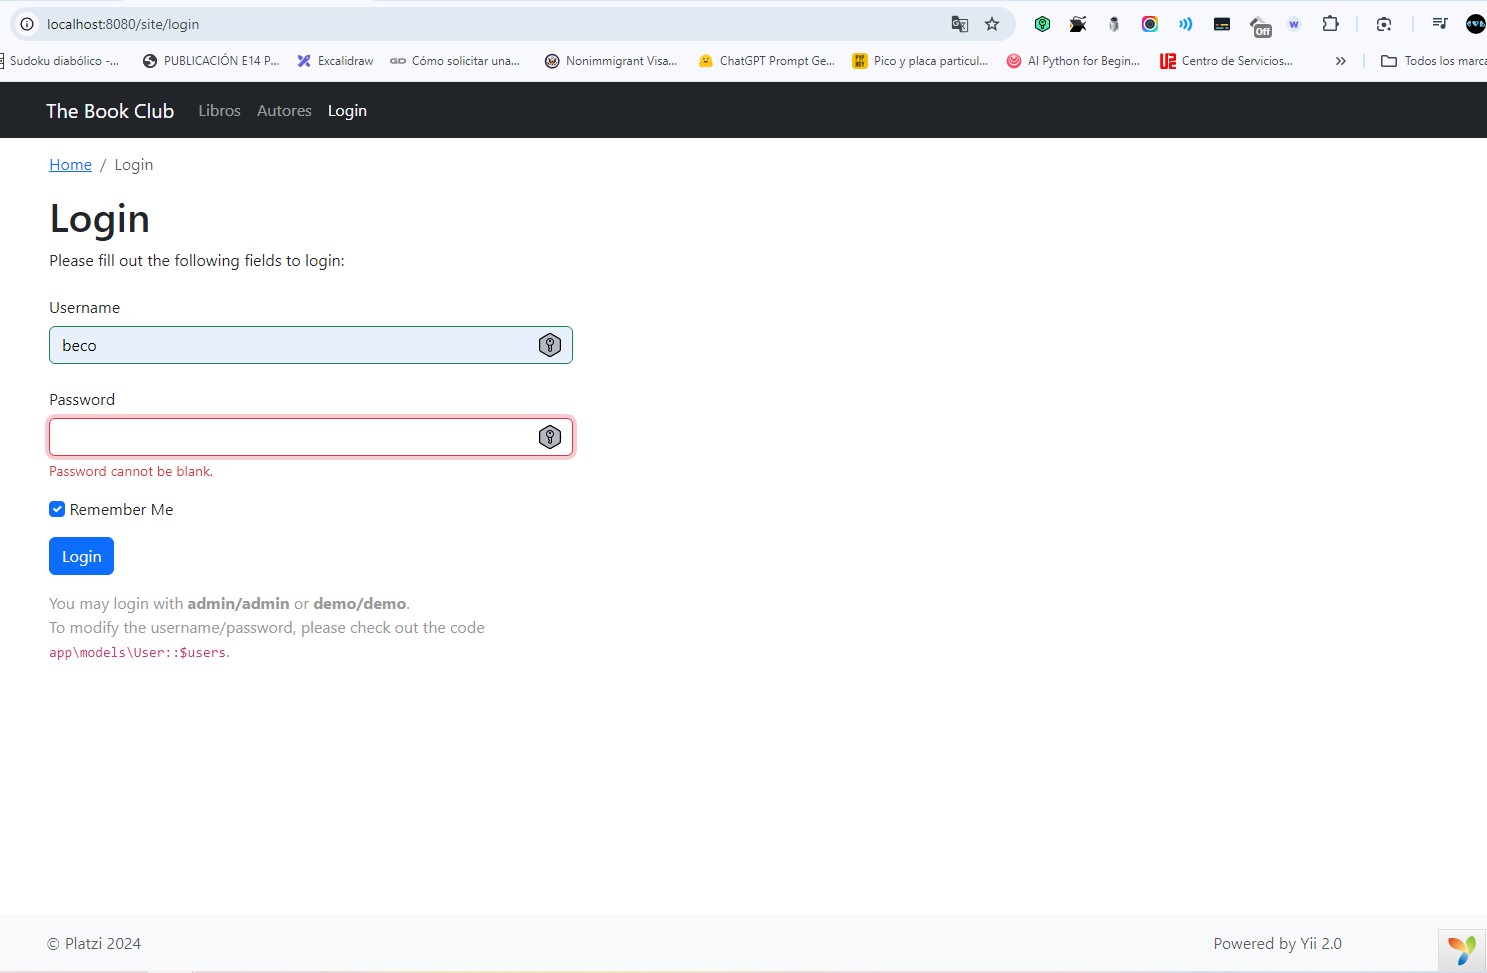 localhost:8080/site/login
Off
W
Sudoku diabólico -...
PUBLICACIÓN E14 P...
Excalidraw
Cómo solicitar una...
Nonimmigrant Visa...
ChatGPT Prompt Ge...
Pico y placa particul...
AI Python for Begin...
Centro de Servicios...
»
Todos los marca
The Book Club
Libros
Autores
Login
Home / Login
Login
Please fill out the following fields to login:
Username
beco
Password
Password cannot be blank.
Remember Me
Login
You may login with admin/admin or demo/demo.
To modify the username/password, please check out the code
app\models\User::$users.
© Platzi 2024
Powered by Yii 2.0